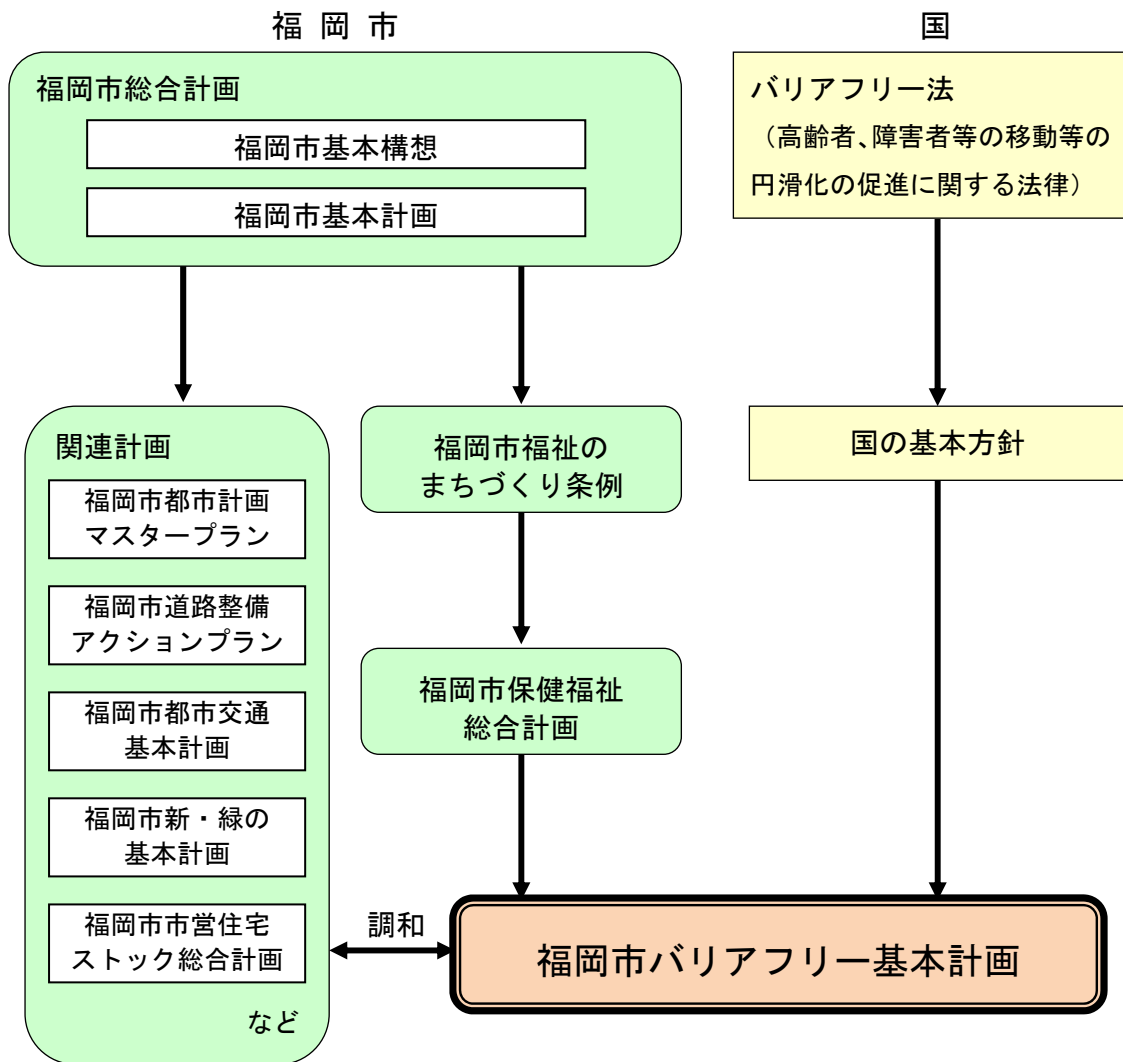 福 岡 市
国
福岡市総合計画
福岡市基本構想
福岡市基本計画
バリアフリー法
（高齢者、障害者等の移動等の
円滑化の促進に関する法律）
関連計画
福岡市都市計画
マスタープラン
福岡市道路整備
アクションプラン
福岡市都市交通
基本計画
福岡市新・緑の
基本計画
福岡市市営住宅
ストック総合計画
など
福岡市福祉の
まちづくり条例
福岡市保健福祉
総合計画
国の基本方針
調和
福岡市バリアフリー基本計画